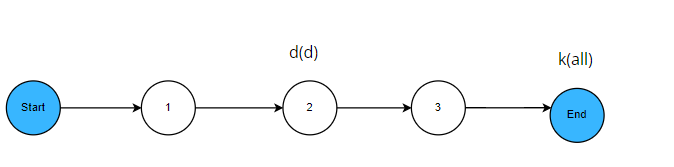 d(d)
k(all)
Start
1
2
3
End